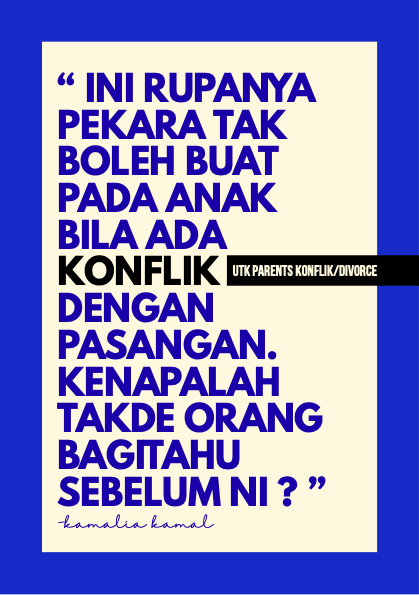 “ INI RUPANYA
PEKARA TAK
BOLEH BUAT
PADA ANAK
BILA ADA
KONFLIK UTK PARENTS KONFLIK/DIVORCE
DENGAN
PASANGAN.
KENAPALAH
TAKDE ORANG
BAGITAHU
SEBELUM NI ? ”
-kamalia kamal